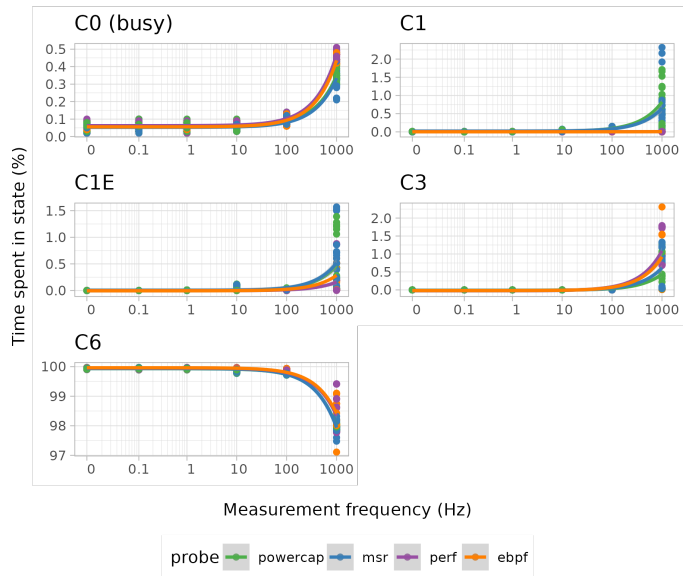 C0 (busy)
0.5
0.4
0.3
0.2
0.1
0.0
0 0.1 1 10 100 1000
C1
2.0
1.5
1.0
0.5
0.0
0 0.1 1 10 100 1000
C1E
1.5
1.0
0.5
0.0
0 0.1 1 10 100 1000
C3
2.0
1.5
1.0
0.5
0.0
0 0.1 1 10 100 1000
C6
100
99
98
97
0 0.1 1 10 100 1000
Time spent in state (%)
Measurement frequency (Hz)
probe powercap msr perf ebpf